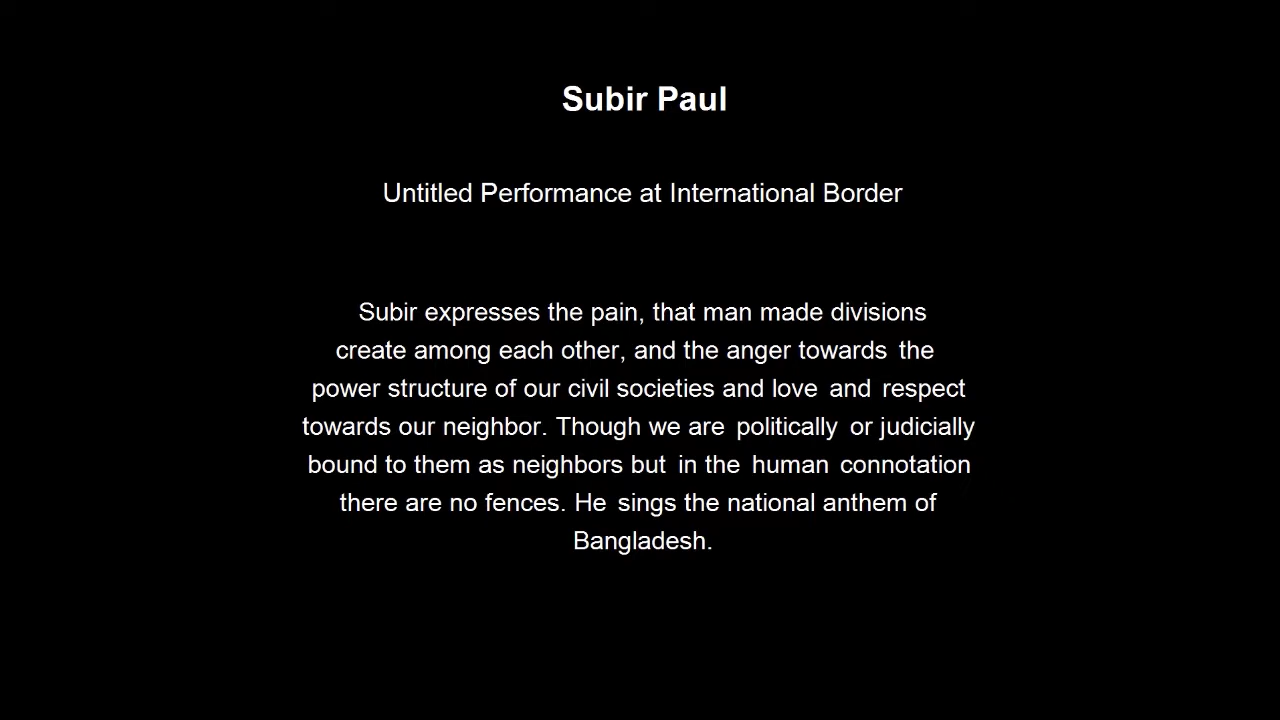 Subir Paul
Untitled Performance at International Border
Subir expresses the pain, that man made divisions
create among each other, and the anger towards the
power structure of our civil societies and love and respect
towards our neighbor. Though we are politically or judicially
bound to them as neighbors but in the human connotation
there are no fences. He sings the national anthem of
Bangladesh.